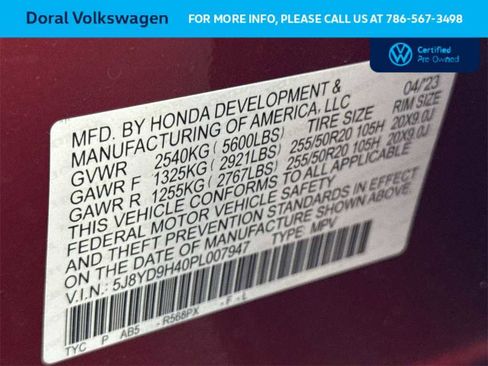 Doral Volkswagen
FOR MORE INFO, PLEASE CALL US AT 786-567-3498
Certified
Pre-Owned
MFD. BY HONDA DEVELOPMENT &
MANUFACTURING OF AMERICA, LLC 04/23
GVWR 2540KG ( 5600LBS) TIRE SIZE RIM SIZE
GAWR F 1325KG ( 2921LBS) 255/50R20 105H 20X9.0J
GAWR R 1255KG ( 2767LBS) 255/50R20 105H 20X9.0J
THIS VEHICLE CONFORMS TO ALL APPLICABLE
FEDERAL MOTOR VEHICLE SAFETY
AND THEFT PREVENTION STANDARDS IN EFFECT
ON THE DATE OF MANUFACTURE SHOWN ABOVE.
V.I.N.: 5J8YD9H40PL007947 TYPE: MPV
TYC P AB5 - R568PX - F - L